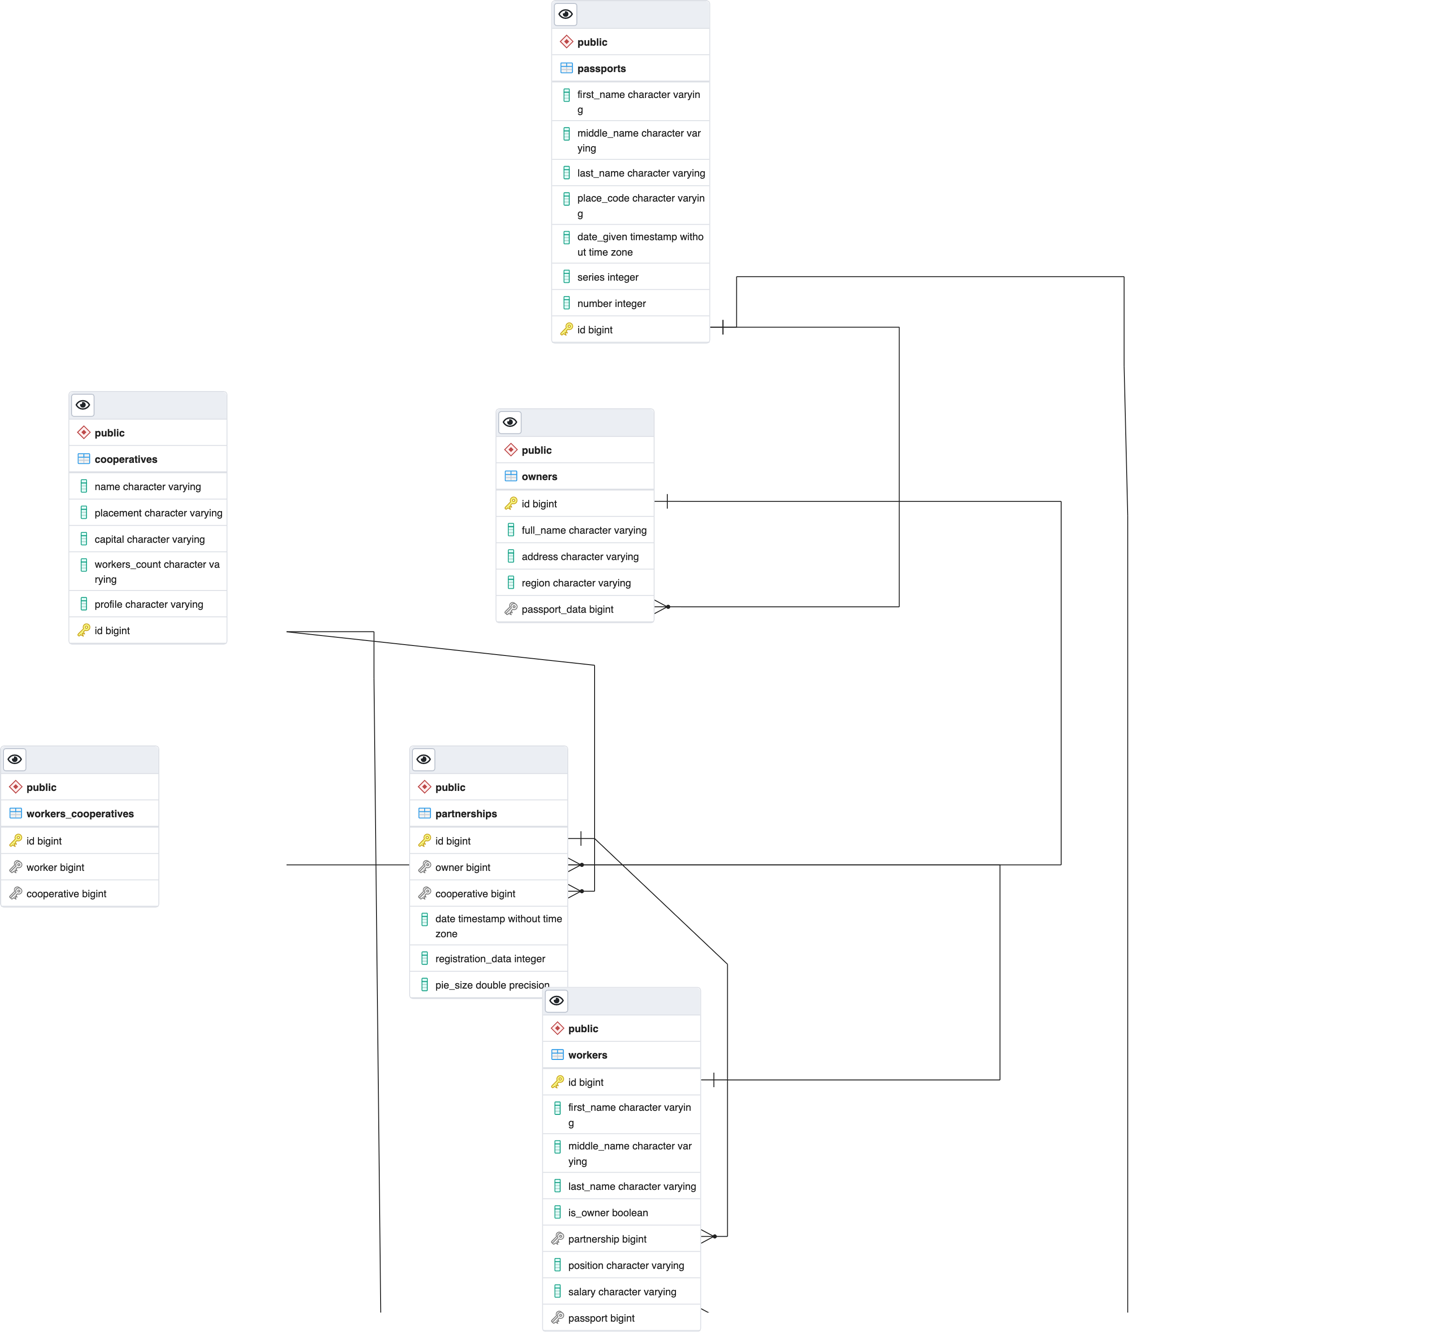 public
passports
first_name character varyin
g
middle_name character var
ying
last_name character varying
place_code character varyin
g
date_given timestamp witho
ut time zone
series integer
number integer
id bigint
public
cooperatives
name character varying
placement character varying
capital character varying
workers_count character va
rying
profile character varying
id bigint
public
owners
id bigint
full_name character varying
address character varying
region character varying
passport_data bigint
public
workers_cooperatives
id bigint
worker bigint
cooperative bigint
public
partnerships
id bigint
owner bigint
cooperative bigint
date timestamp without time
zone
registration_data integer
pie_size double precision
public
workers
id bigint
first_name character varyin
g
middle_name character var
ying
last_name character varying
is_owner boolean
partnership bigint
position character varying
salary character varying
passport bigint